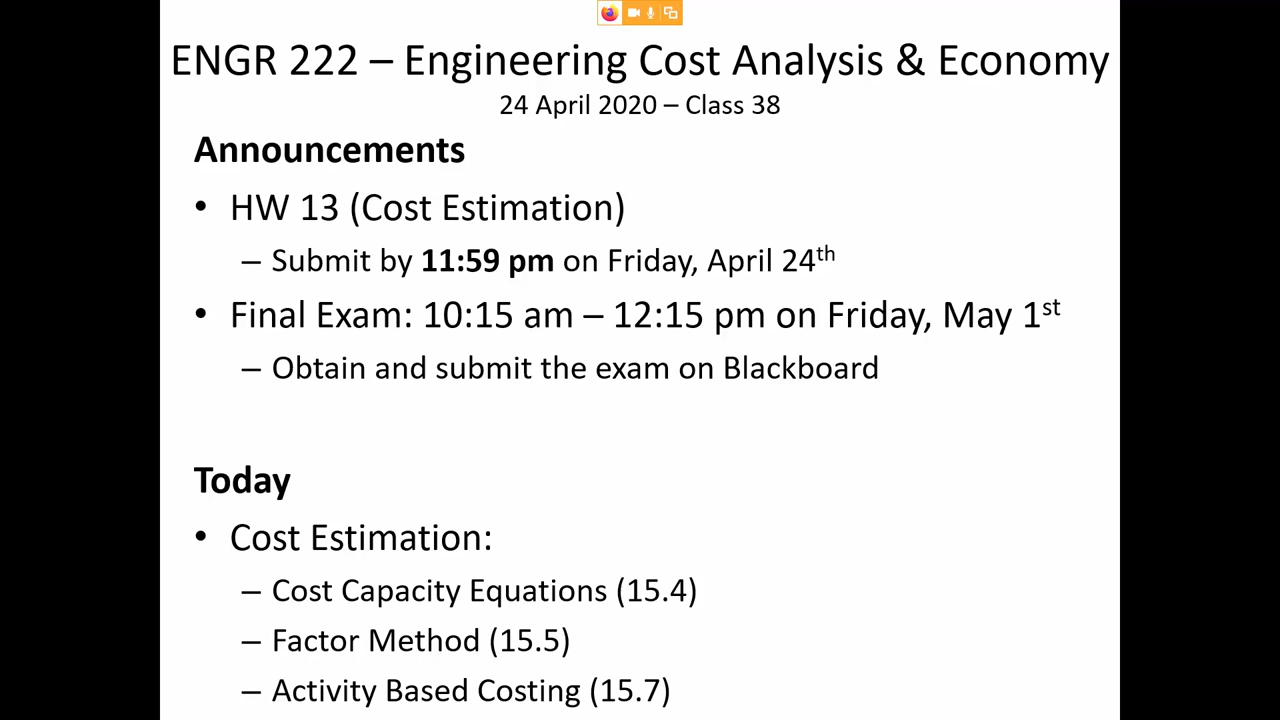 ENGR 222 – Engineering Cost Analysis & Economy
24 April 2020 – Class 38
Announcements
• HW 13 (Cost Estimation)
– Submit by 11:59 pm on Friday, April 24th
• Final Exam: 10:15 am – 12:15 pm on Friday, May 1st
– Obtain and submit the exam on Blackboard
Today
• Cost Estimation:
– Cost Capacity Equations (15.4)
– Factor Method (15.5)
– Activity Based Costing (15.7)